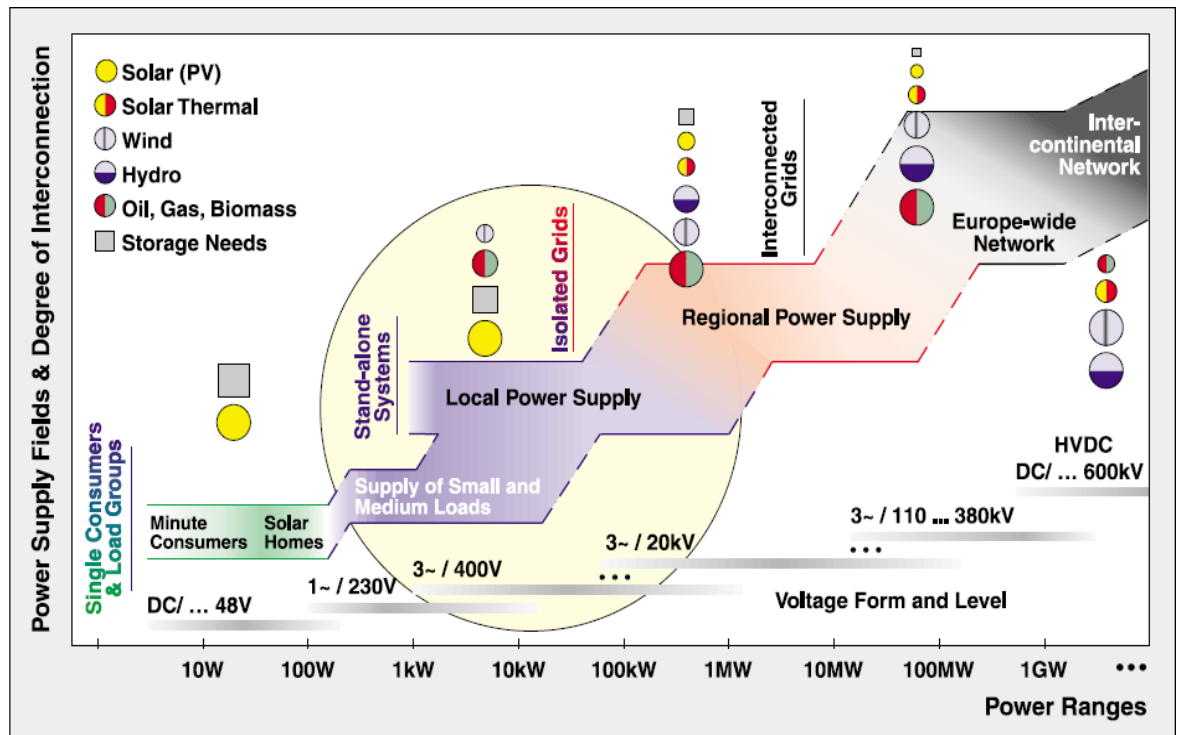 Power Supply Fields & Degree of Interconnection
Solar (PV)
Solar Thermal
Wind
Hydro
Oil, Gas, Biomass
Storage Needs
Single Consumers
& Load Groups
Stand-alone
Systems
Isolated Grids
Interconnected
Grids
Inter-
continental
Network
Europe-wide
Network
Regional Power Supply
Local Power Supply
Supply of Small and
Medium Loads
Minute
Consumers
Solar
Homes
HVDC
DC/ ... 600kV
3~ / 110 ... 380kV
...
3~ / 20kV
...
3~ / 400V
1~ / 230V
DC/ ... 48V
Voltage Form and Level
10W
100W
1kW
10kW
100kW
1MW
10MW
100MW
1GW
...
Power Ranges